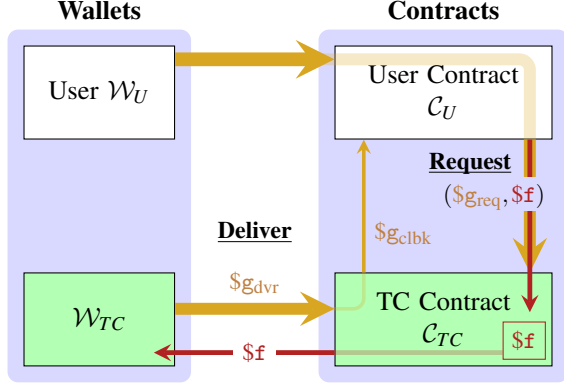 Wallets
Contracts
User 𝒲_U
User Contract
𝒞_U
Request
($g_req,$f)
Deliver
$g_clbk
$g_dvr
𝒲_TC
TC Contract
𝒞_TC
$f
$f